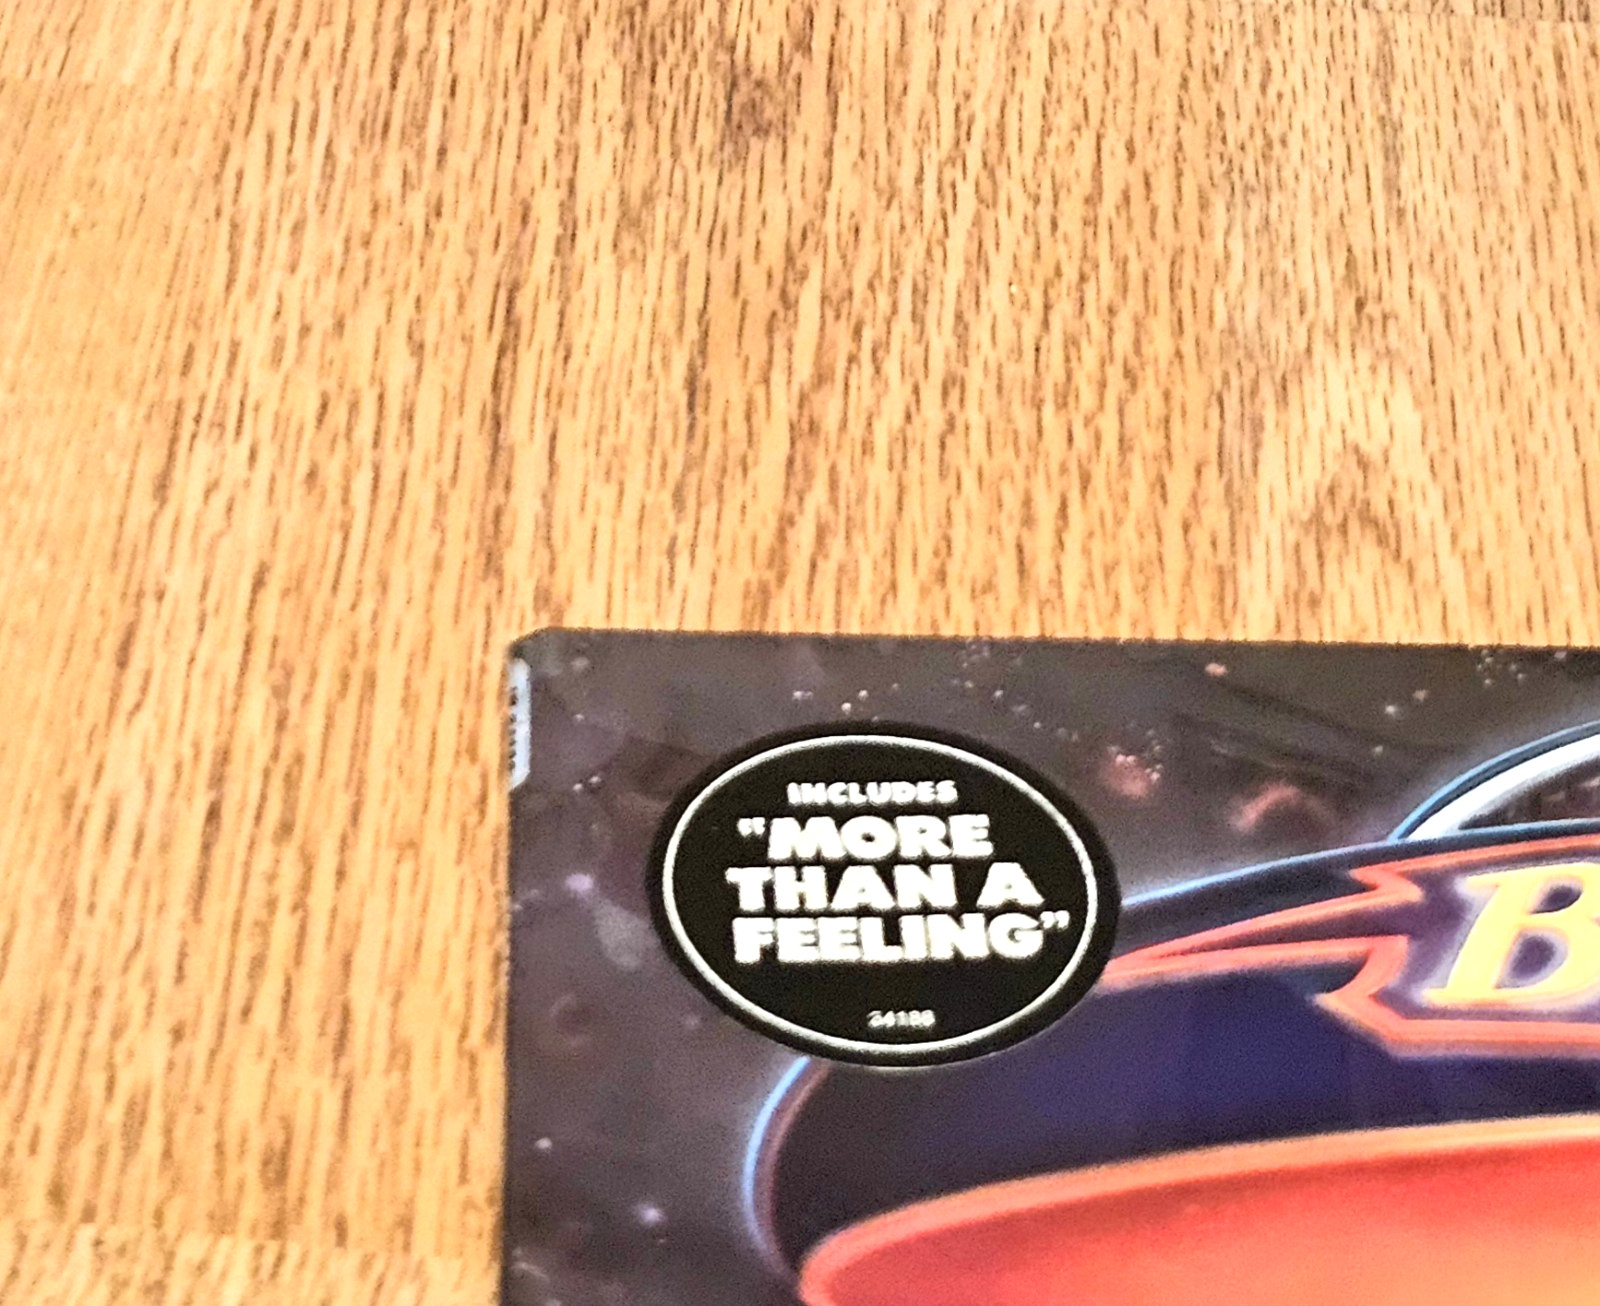 INCLUDES
“MORE
THAN A
FEELING”
34188
B